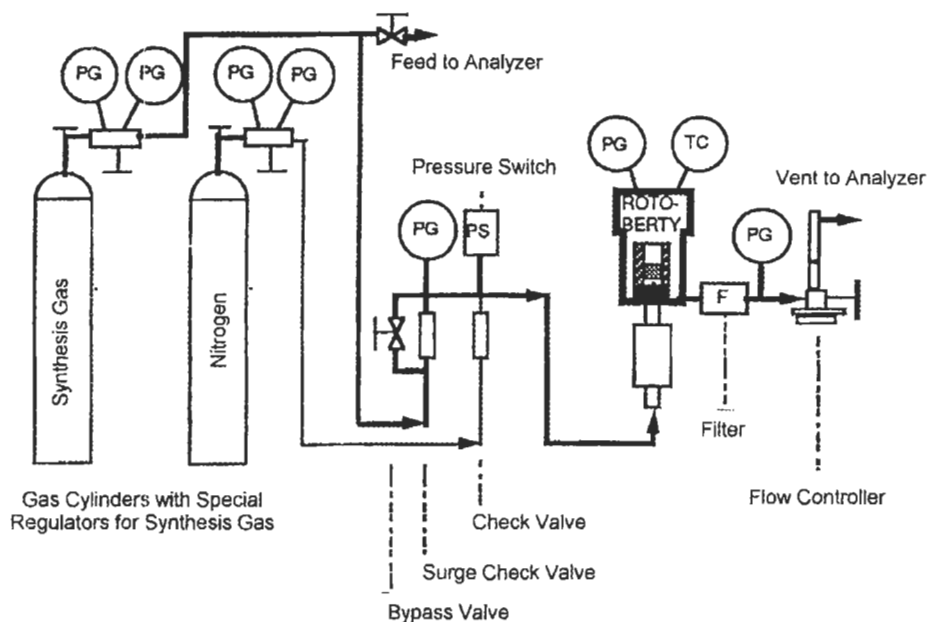 Feed to Analyzer
PG
PG
PG
PG
Pressure Switch
PG
TC
Vent to Analyzer
ROTO-
BERTY
PG
PS
PG
F
Synthesis Gas
Nitrogen
Filter
Gas Cylinders with Special
Regulators for Synthesis Gas
Flow Controller
Check Valve
Surge Check Valve
Bypass Valve